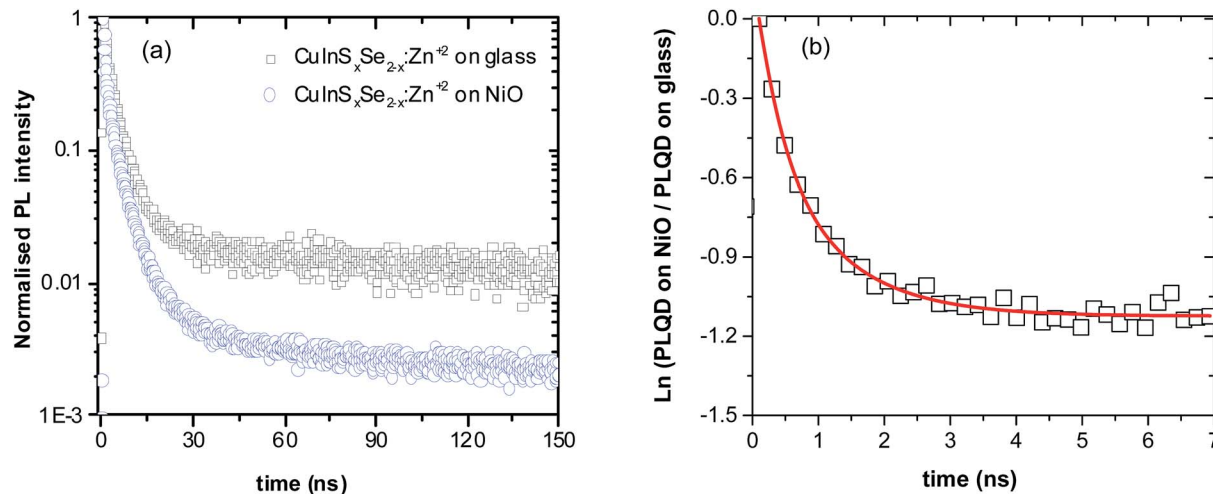 (a)
CuInSₓSe₂₋ₓ:Zn⁺² on glass
CuInSₓSe₂₋ₓ:Zn⁺² on NiO
Normalised PL intensity
1
0.1
0.01
1E-3
0 30 60 90 120 150
time (ns)
(b)
Ln (PLQD on NiO / PLQD on glass)
0.0
-0.3
-0.6
-0.9
-1.2
-1.5
0 1 2 3 4 5 6 7
time (ns)